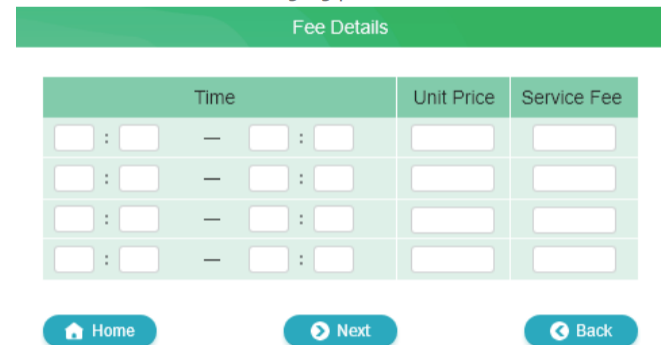 Fee Details
Time Unit Price Service Fee
: — :
: — :
: — :
: — :
Home Next Back